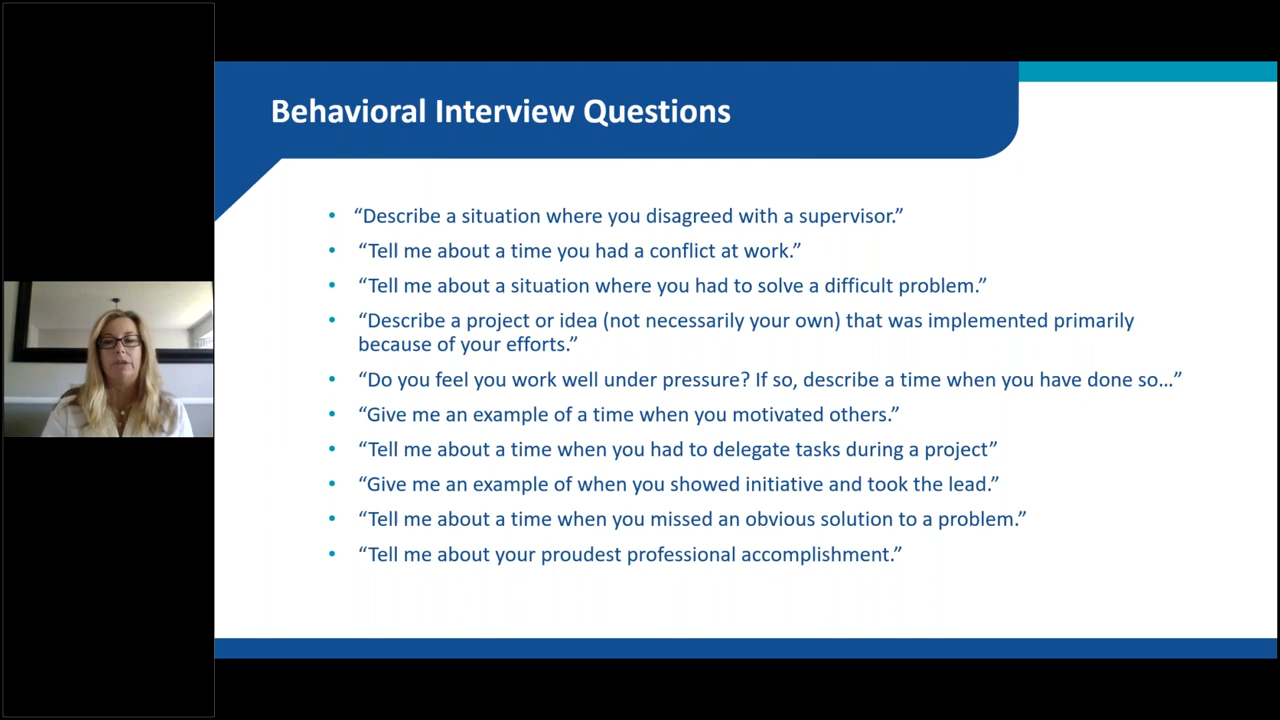 Behavioral Interview Questions
• “Describe a situation where you disagreed with a supervisor.”
• “Tell me about a time you had a conflict at work.”
• “Tell me about a situation where you had to solve a difficult problem.”
• “Describe a project or idea (not necessarily your own) that was implemented primarily
because of your efforts.”
• “Do you feel you work well under pressure? If so, describe a time when you have done so…”
• “Give me an example of a time when you motivated others.”
• “Tell me about a time when you had to delegate tasks during a project”
• “Give me an example of when you showed initiative and took the lead.”
• “Tell me about a time when you missed an obvious solution to a problem.”
• “Tell me about your proudest professional accomplishment.”